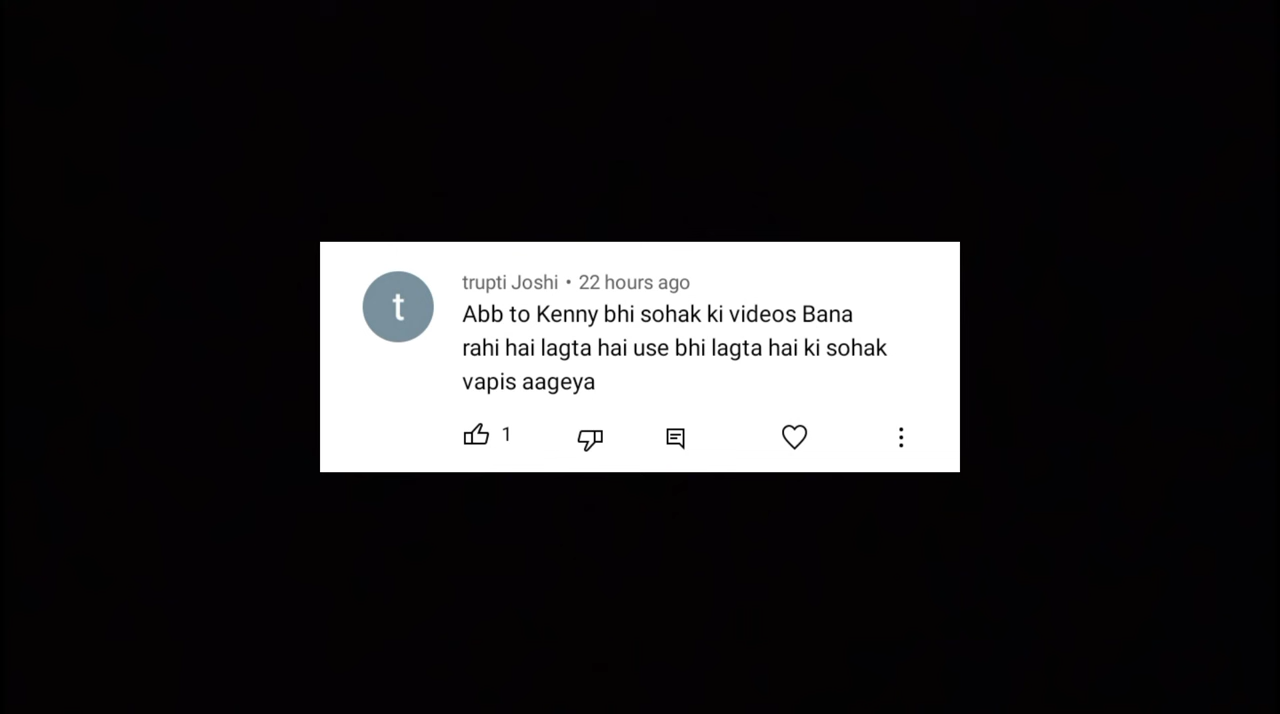 t
trupti Joshi • 22 hours ago
Abb to Kenny bhi sohak ki videos Bana
rahi hai lagta hai use bhi lagta hai ki sohak
vapis aageya
1